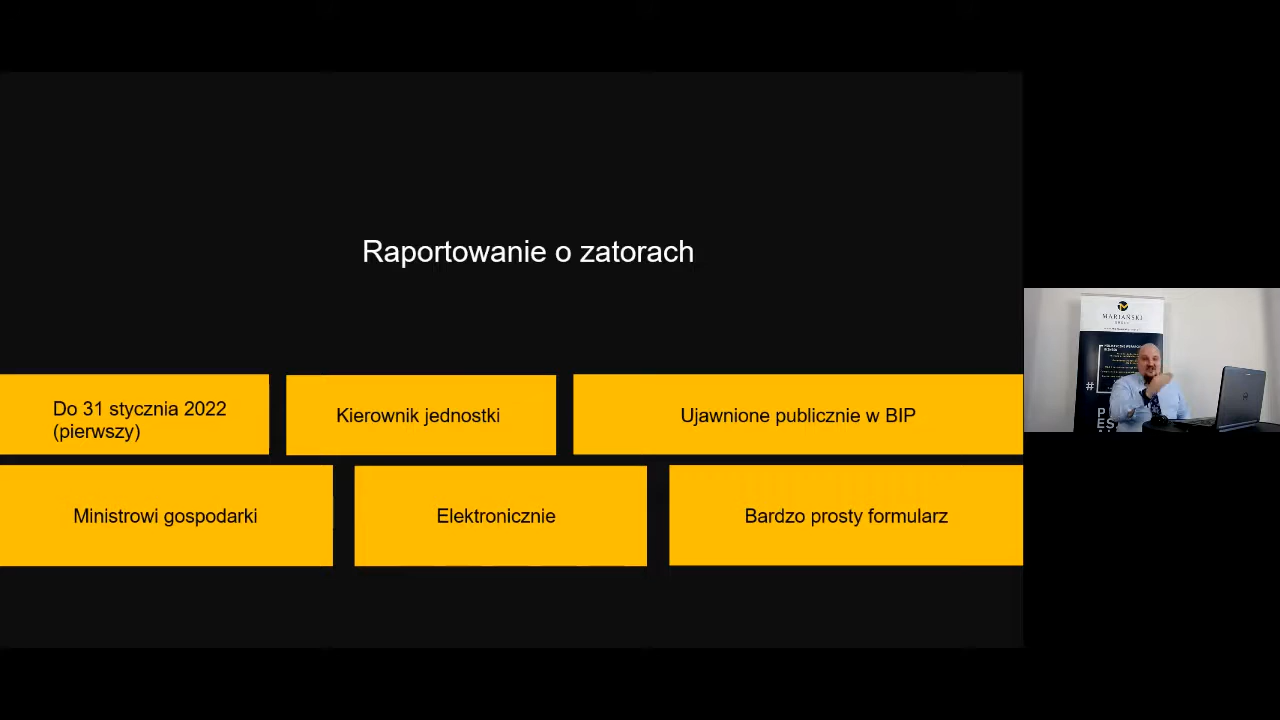 Raportowanie o zatorach
Do 31 stycznia 2022
(pierwszy)
Kierownik jednostki
Ujawnione publicznie w BIP
Ministrowi gospodarki
Elektronicznie
Bardzo prosty formularz
MARIAŃSKI
#